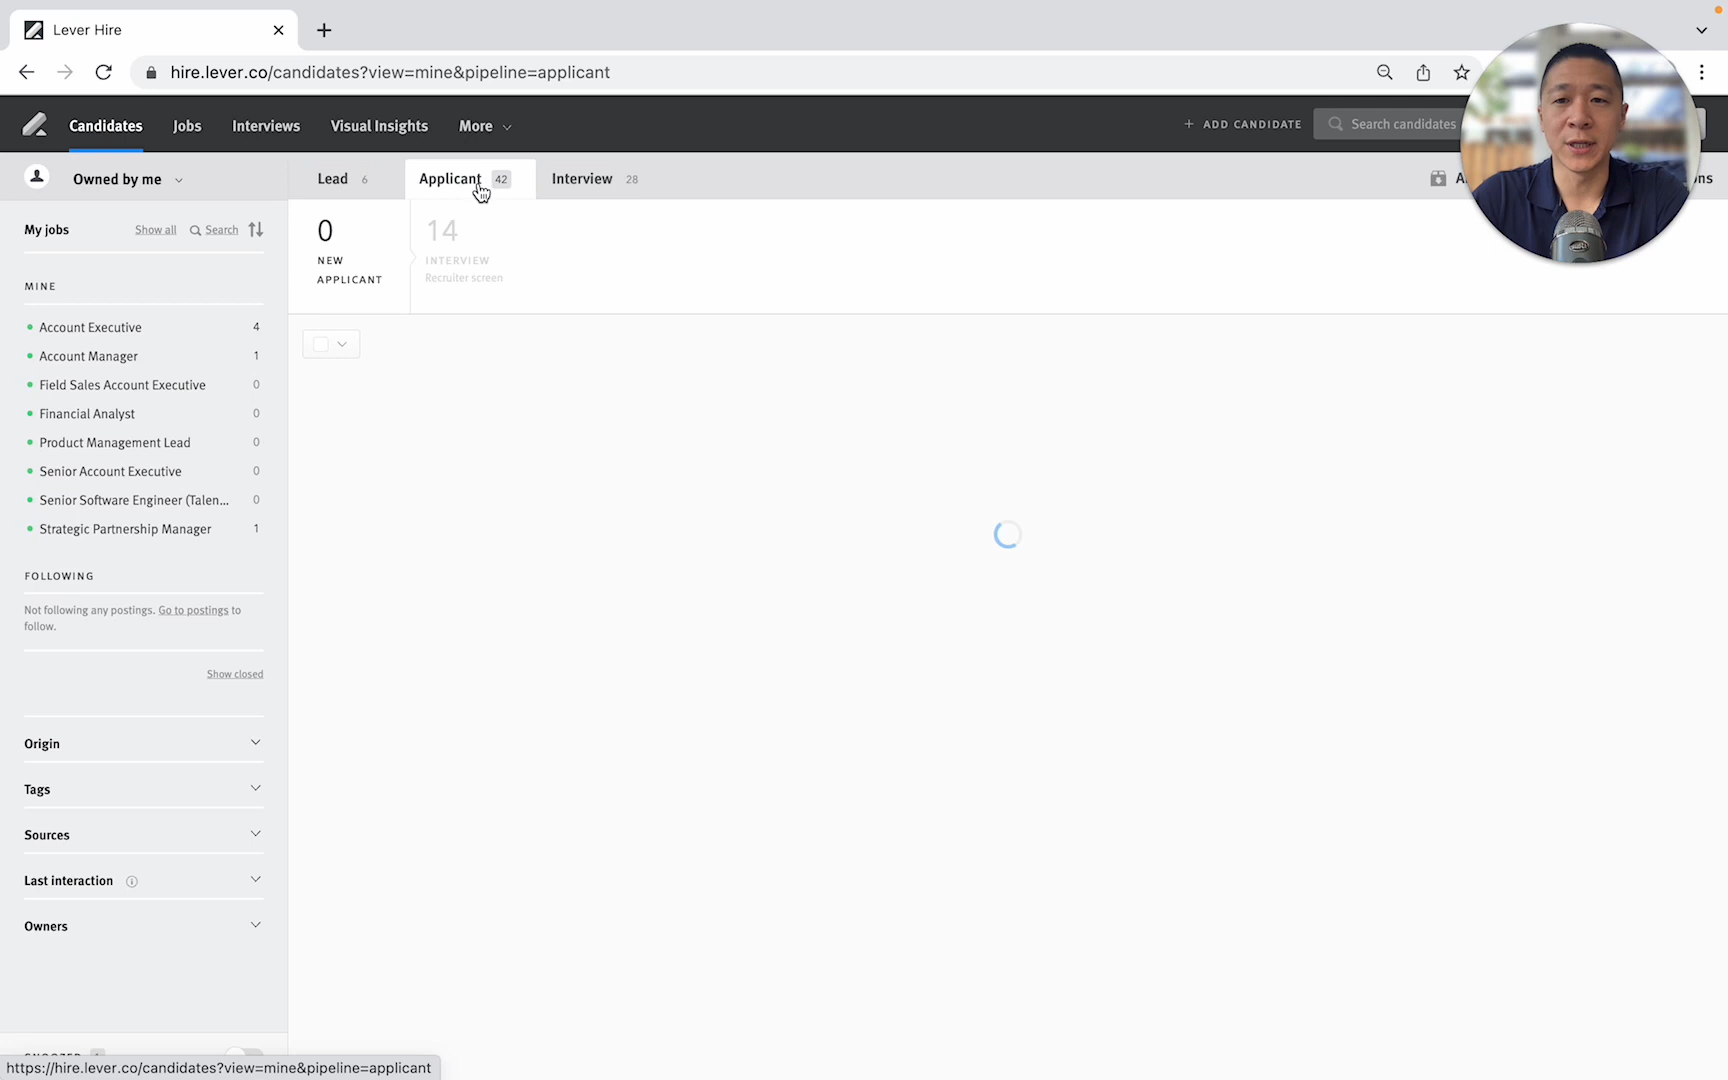 Lever Hire
hire.lever.co/candidates?view=mine&pipeline=applicant
Candidates
Jobs
Interviews
Visual Insights
More
+ ADD CANDIDATE
Search candidates
Owned by me
Lead 6
Applicant 42
Interview 28
My jobs
Show all
Search
0
NEW
APPLICANT
14
INTERVIEW
Recruiter screen
MINE
Account Executive 4
Account Manager 1
Field Sales Account Executive 0
Financial Analyst 0
Product Management Lead 0
Senior Account Executive 0
Senior Software Engineer (Talen... 0
Strategic Partnership Manager 1
FOLLOWING
Not following any postings. Go to postings to
follow.
Show closed
Origin
Tags
Sources
Last interaction
Owners
https://hire.lever.co/candidates?view=mine&pipeline=applicant